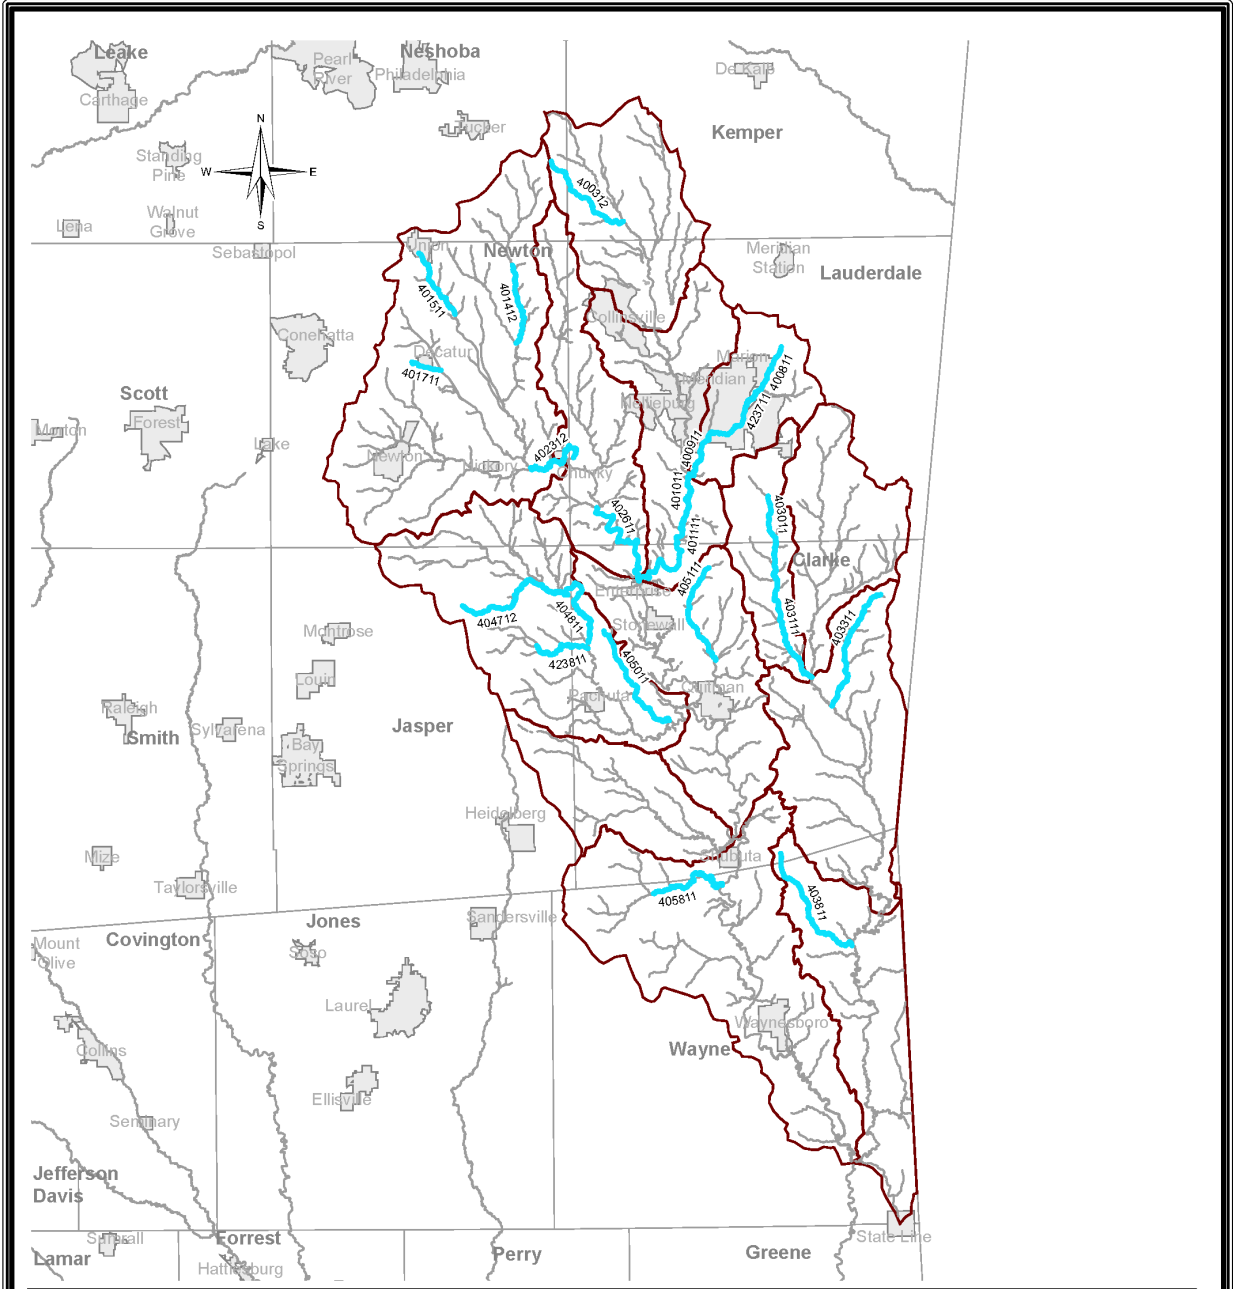 Leake
Neshoba
Pearl
River
Philadelphia
De Kalb
Carthage
Tucker
Kemper
N
W
E
S
Standing
Pine
400312
Walnut
Grove
Lena
Sebastopol
Union
Newton
Meridian
Station
Lauderdale
401511
401412
Collinsville
Conehatta
Decatur
401711
Marion
Meridian
400811
423711
Scott
Forest
Morton
Lake
Nellieburg
Newton
Hickory
402312
Chunky
400911
401011
402611
401111
403011
Clarke
Enterprise
405111
404712
404811
Stonewall
403111
403311
Montrose
423811
405011
Louin
Pachuta
Quitman
Raleigh
Smith
Sylvarena
Jasper
Bay
Springs
Heidelberg
Mize
Shubuta
Taylorsville
405811
403811
Jones
Sandersville
Covington
Mount
Olive
Soso
Laurel
Waynesboro
Wayne
Collins
Ellisville
Seminary
Jefferson
Davis
Sumrall
Forrest
Lamar
Hattiesburg
Perry
Greene
State Line